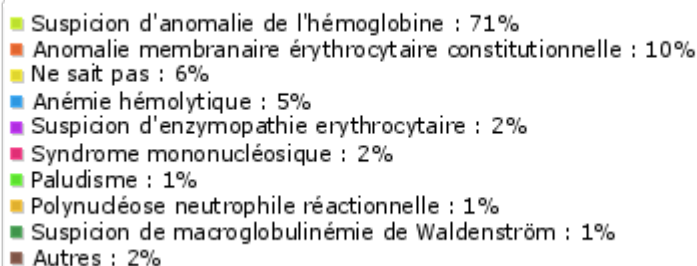 Suspicion d'anomalie de l'hémoglobine : 71%
Anomalie membranaire érythrocytaire constitutionnelle : 10%
Ne sait pas : 6%
Anémie hémolytique : 5%
Suspicion d'enzymopathie erythrocytaire : 2%
Syndrome mononucléosique : 2%
Paludisme : 1%
Polynucléose neutrophile réactionnelle : 1%
Suspicion de macroglobulinémie de Waldenström : 1%
Autres : 2%